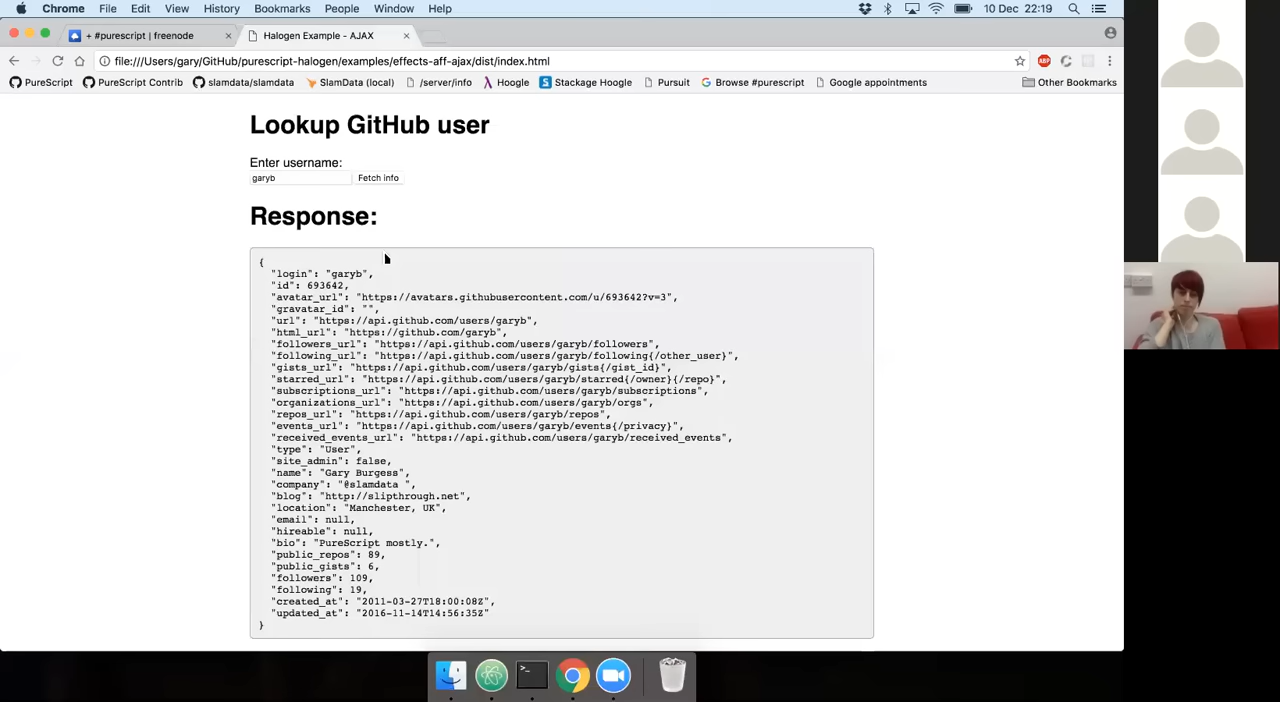 Chrome File Edit View History Bookmarks People Window Help 10 Dec 22:19
+ #purescript | freenode × Halogen Example - AJAX ×
file:///Users/gary/GitHub/purescript-halogen/examples/effects-aff-ajax/dist/index.html ABP
PureScript PureScript Contrib slamdata/slamdata SlamData (local) /server/info Hoogle S Stackage Hoogle Pursuit G Browse #purescript Google appointments Other Bookmarks
Lookup GitHub user
Enter username:
garyb Fetch info
Response:
{
"login": "garyb",
"id": 693642,
"avatar_url": "https://avatars.githubusercontent.com/u/693642?v=3",
"gravatar_id": "",
"url": "https://api.github.com/users/garyb",
"html_url": "https://github.com/garyb",
"followers_url": "https://api.github.com/users/garyb/followers",
"following_url": "https://api.github.com/users/garyb/following{/other_user}",
"gists_url": "https://api.github.com/users/garyb/gists{/gist_id}",
"starred_url": "https://api.github.com/users/garyb/starred{/owner}{/repo}",
"subscriptions_url": "https://api.github.com/users/garyb/subscriptions",
"organizations_url": "https://api.github.com/users/garyb/orgs",
"repos_url": "https://api.github.com/users/garyb/repos",
"events_url": "https://api.github.com/users/garyb/events{/privacy}",
"received_events_url": "https://api.github.com/users/garyb/received_events",
"type": "User",
"site_admin": false,
"name": "Gary Burgess",
"company": "@slamdata ",
"blog": "http://slipthrough.net",
"location": "Manchester, UK",
"email": null,
"hireable": null,
"bio": "PureScript mostly.",
"public_repos": 89,
"public_gists": 6,
"followers": 109,
"following": 19,
"created_at": "2011-03-27T18:00:08Z",
"updated_at": "2016-11-14T14:56:35Z"
}